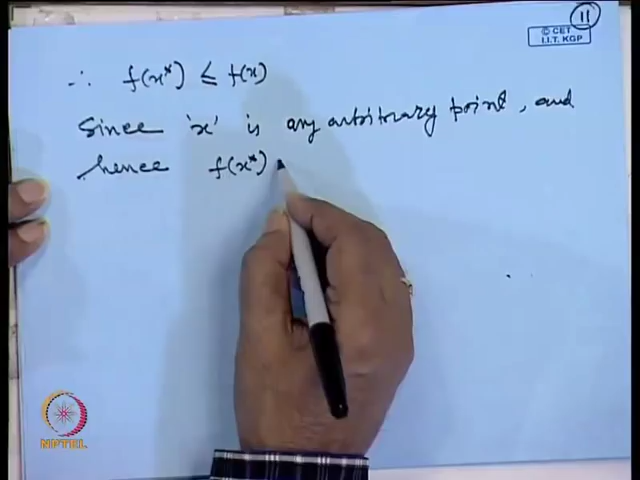 11
© CET
I.I.T. KGP
∴ f(x*) ≤ f(x)
Since 'x' is any arbitrary point, and
hence f(x*)
NPTEL